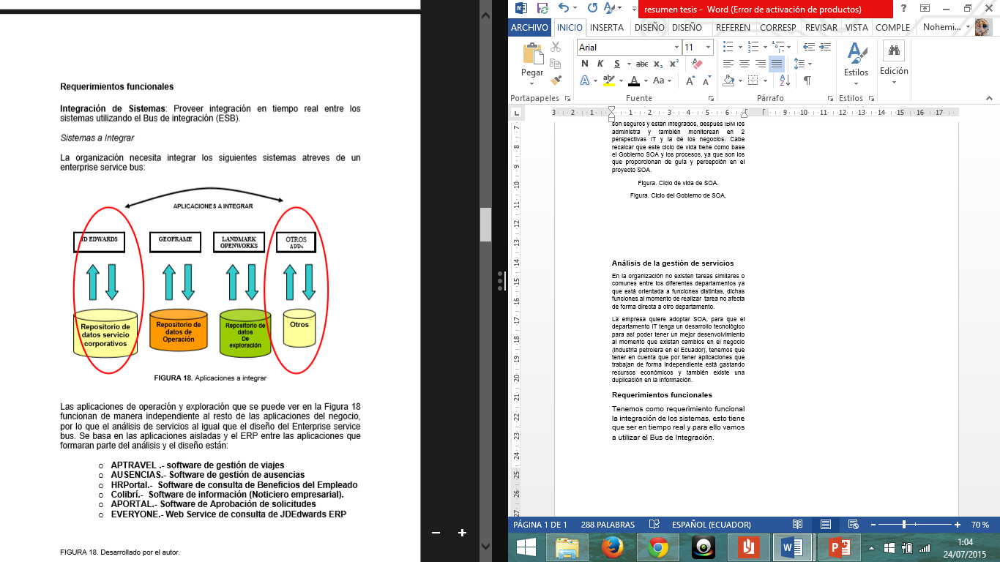 Requerimientos funcionales
Integración de Sistemas: Proveer integración en tiempo real entre los
sistemas utilizando el Bus de integración (ESB).
Sistemas a Integrar
La organización necesita integrar los siguientes sistemas atreves de un
enterprise service bus:
APLICACIONES A INTEGRAR
JD EDWARDS
GEOFRAME
LANDMARK
OPENWORKS
OTROS
APPs
Repositorio de
datos servicio
corporativos
Repositorio de
datos de
Operación
Repositorio de
datos
De
exploración
Otros
FIGURA 18. Aplicaciones a integrar
Las aplicaciones de operación y exploración que se puede ver en la Figura 18
funcionan de manera independiente al resto de las aplicaciones del negocio,
por lo que el análisis de servicios al igual que el diseño del Enterprise service
bus. Se basa en las aplicaciones aisladas y el ERP entre las aplicaciones que
formaran parte del análisis y el diseño están:
o APTRAVEL .- software de gestión de viajes
o AUSENCIAS.- Software de gestión de ausencias
o HRPortal.- Software de consulta de Beneficios del Empleado
o Colibrí.- Software de información (Noticiero empresarial).
o APORTAL.- Software de Aprobación de solicitudes
o EVERYONE.- Web Service de consulta de JDEdwards ERP
FIGURA 18. Desarrollado por el autor.
resumen tesis - Word (Error de activación de productos)
ARCHIVO INICIO INSERTA DISEÑO DISEÑO REFEREN CORRESP REVISAR VISTA COMPLE Nohemi...
Arial 11
Pegar
N K S abc x2 x2
A ab A Aa A A
Estilos
Edición
Portapapeles Fuente Párrafo Estilos
3 2 1 1 2 3 4 5 6 9 10 11 12 13 14 15 16 17
7 8 9 10 11 12 13 14 15 16 17 18 19 20 21 22 23 24 25 26 27
son seguros y están integrados, después IBM los
administra y también monitorean en 2
perspectivas IT y la de los negocios. Cabe
recalcar que este ciclo de vida tiene como base
el Gobierno SOA y los procesos, ya que son los
que proporcionan de guía y percepción en el
proyecto SOA.
Figura. Ciclo de vida de SOA.
Figura. Ciclo del Gobierno de SOA.
Análisis de la gestión de servicios
En la organización no existen tareas similares o
comunes entre los diferentes departamentos ya
que está orientada a funciones distintas, dichas
funciones al momento de realizar tarea no afecta
de forma directa a otro departamento.
La empresa quiere adoptar SOA, para que el
departamento IT tenga un desarrollo tecnológico
para así poder tener un mejor desenvolvimiento
al momento que existan cambios en el negocio
(Industria petrolera en el Ecuador), tenemos que
tener en cuenta que por tener aplicaciones que
trabajan de forma independiente está gastando
recursos económicos y también existe una
duplicación en la información.
Requerimientos funcionales
Tenemos como requerimiento funcional
la integración de los sistemas, esto tiene
que ser en tiempo real y para ello vamos
a utilizar el Bus de Integración.
PÁGINA 1 DE 1 288 PALABRAS ESPAÑOL (ECUADOR) 70 %
1:04
24/07/2015